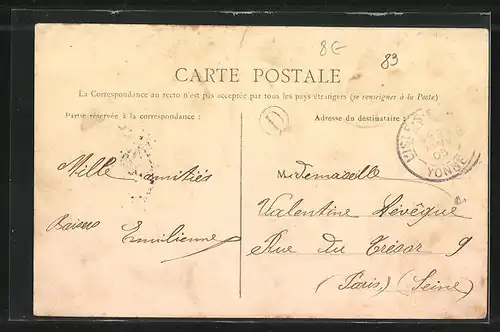 8€
83
CARTE POSTALE
La Correspondance au recto n'est pas acceptée par tous les pays étrangers (se renseigner à la Poste)
Partie réservée à la correspondance :
Adresse du destinataire :
Mille amitiés
Baisers
Emilienne
Mademoiselle
Valentine Lévêque
Rue du Trésor 9
(Paris) (Seine)
YONNE